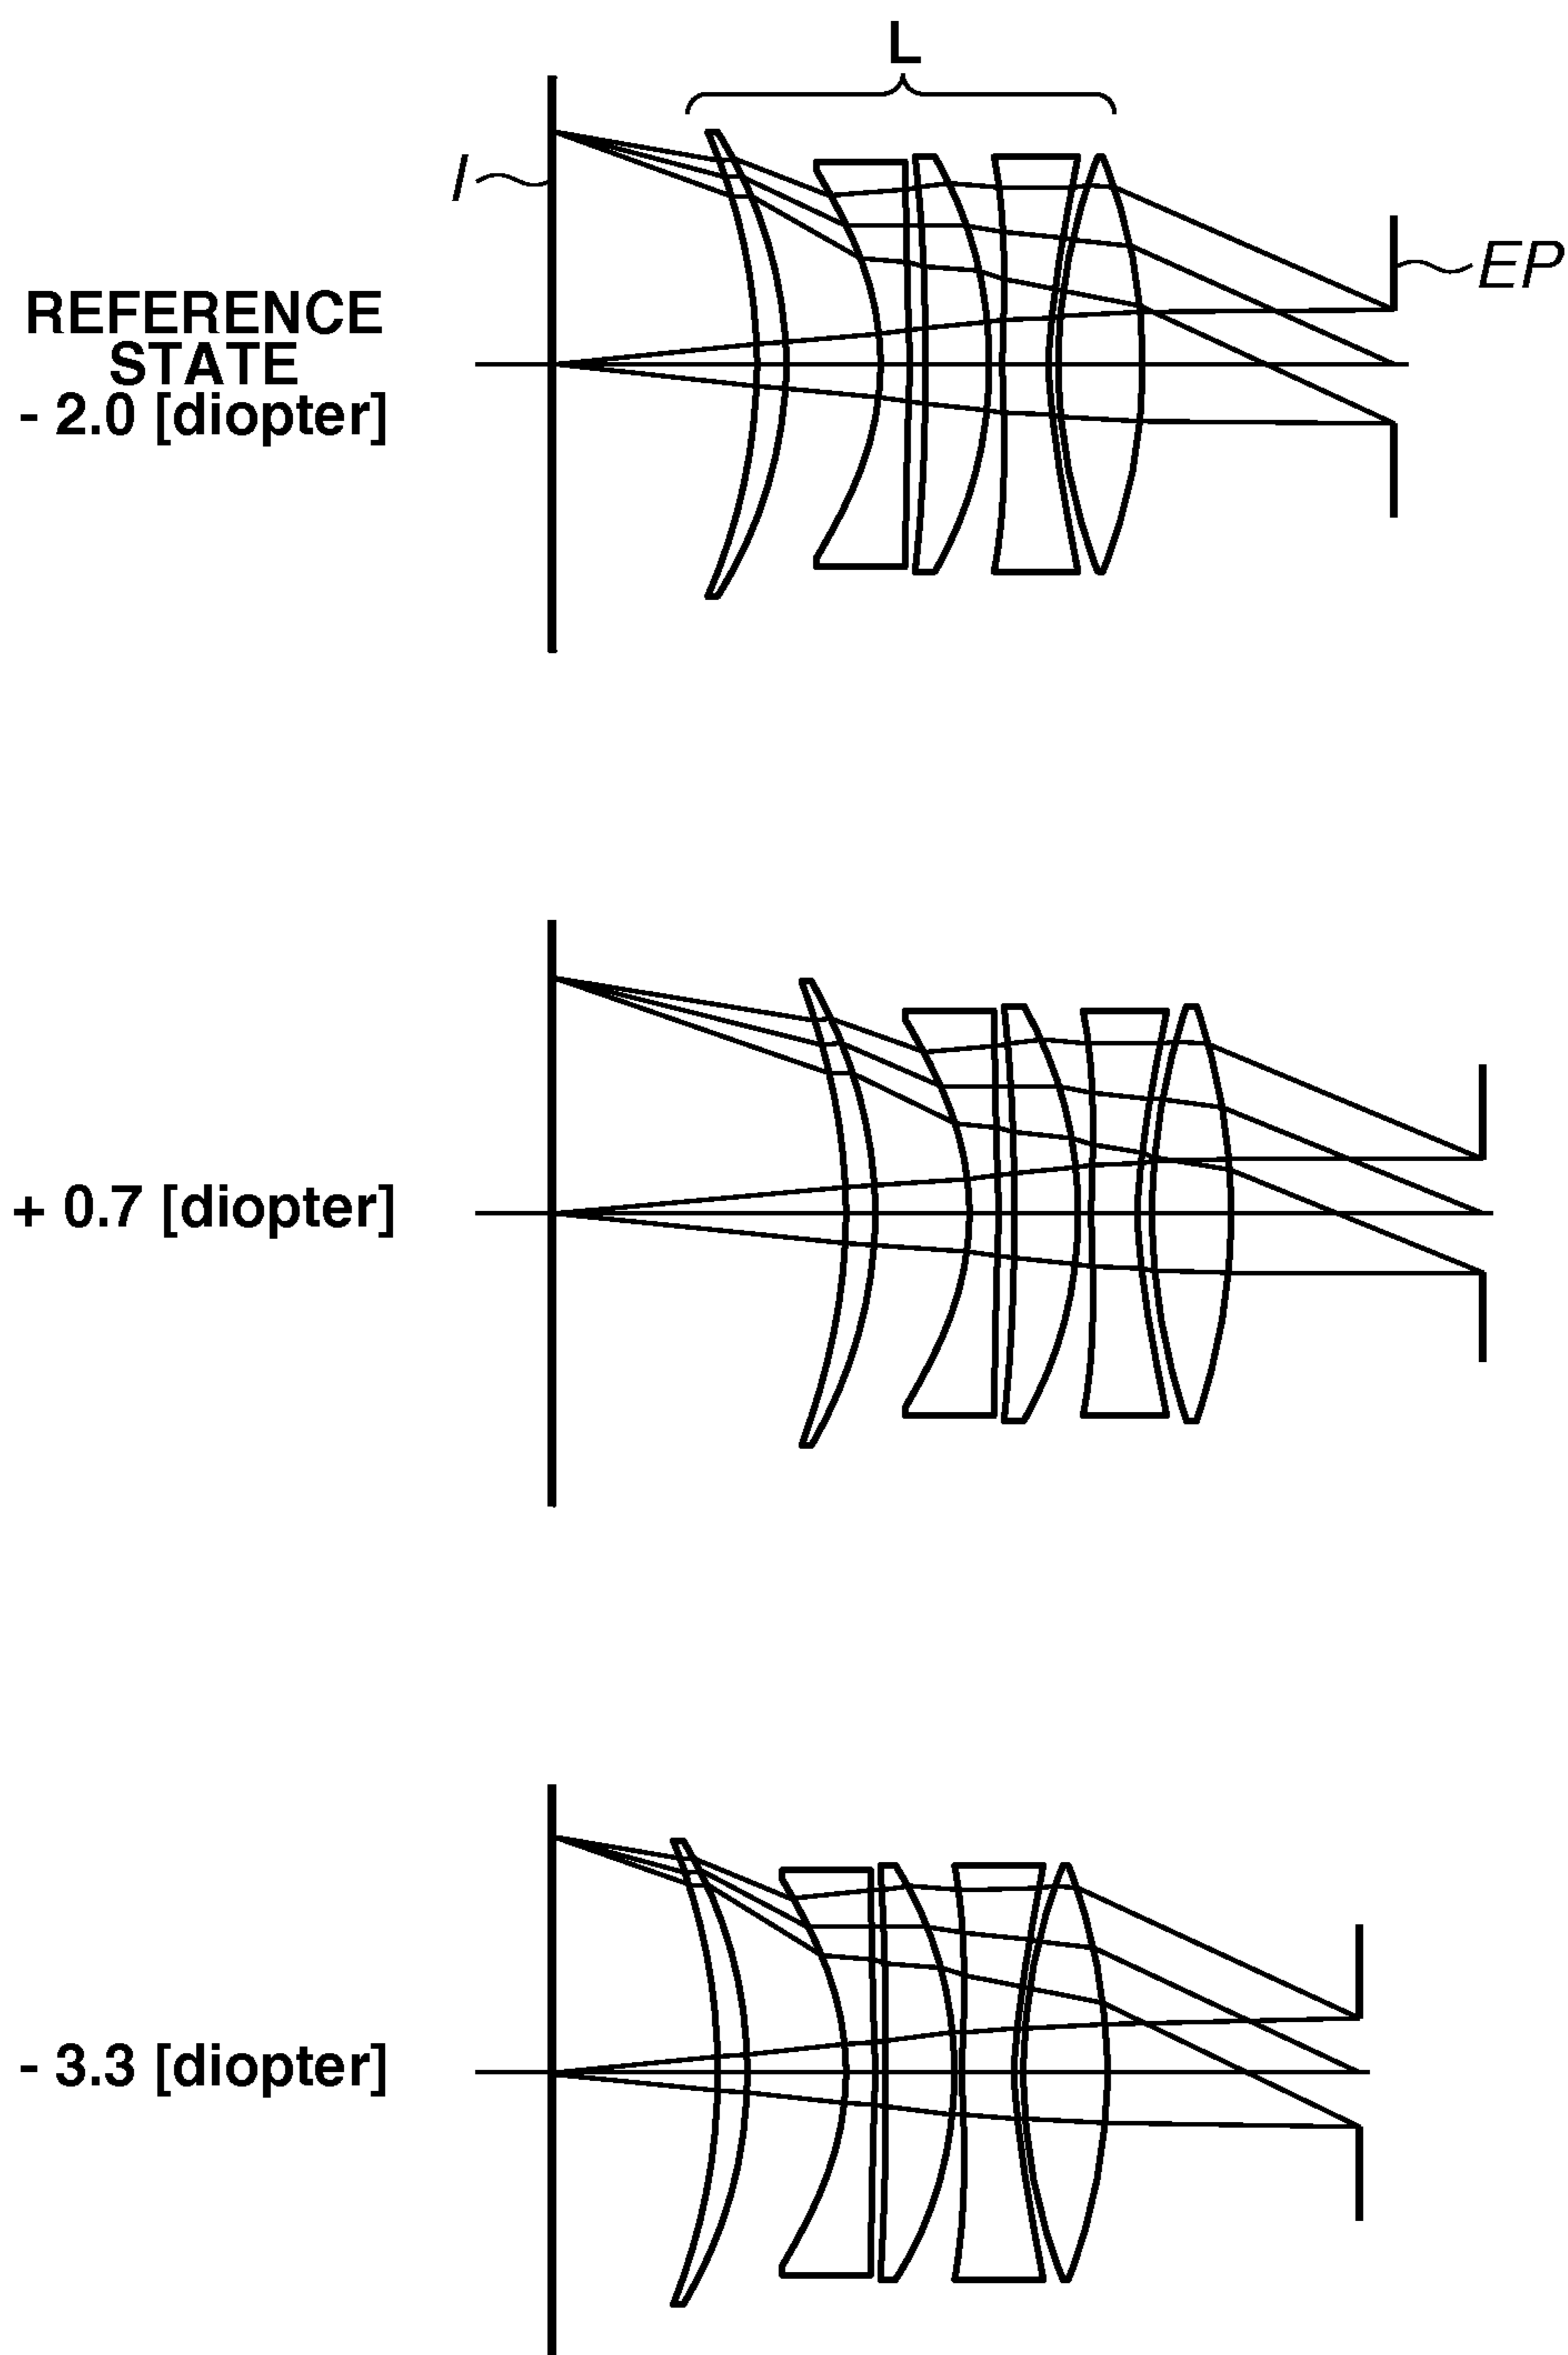 L
I
EP
REFERENCE
STATE
- 2.0 [diopter]
+ 0.7 [diopter]
- 3.3 [diopter]